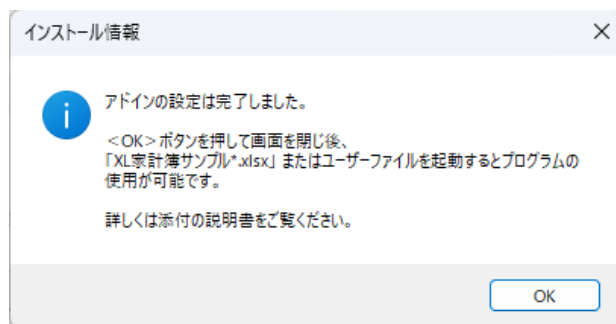 インストール情報
アドインの設定は完了しました。
＜OK＞ボタンを押して画面を閉じ後、
「XL家計簿サンプル*.xlsx」またはユーザーファイルを起動するとプログラムの
使用が可能です。
詳しくは添付の説明書をご覧ください。
OK